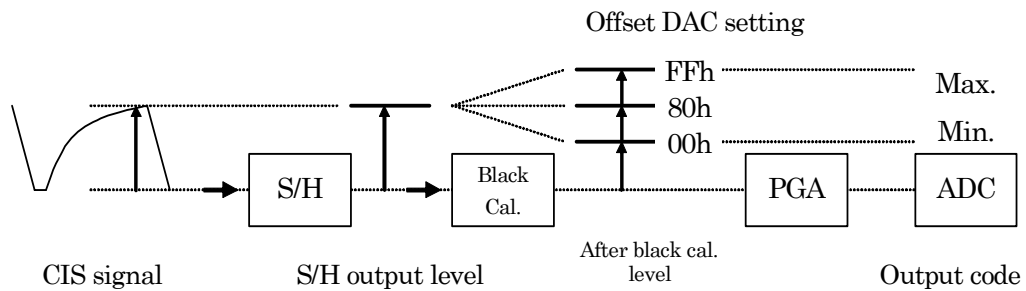 Offset DAC setting
FFh
Max.
80h
Min.
00h
S/H
Black
Cal.
PGA
ADC
CIS signal
S/H output level
After black cal.
level
Output code